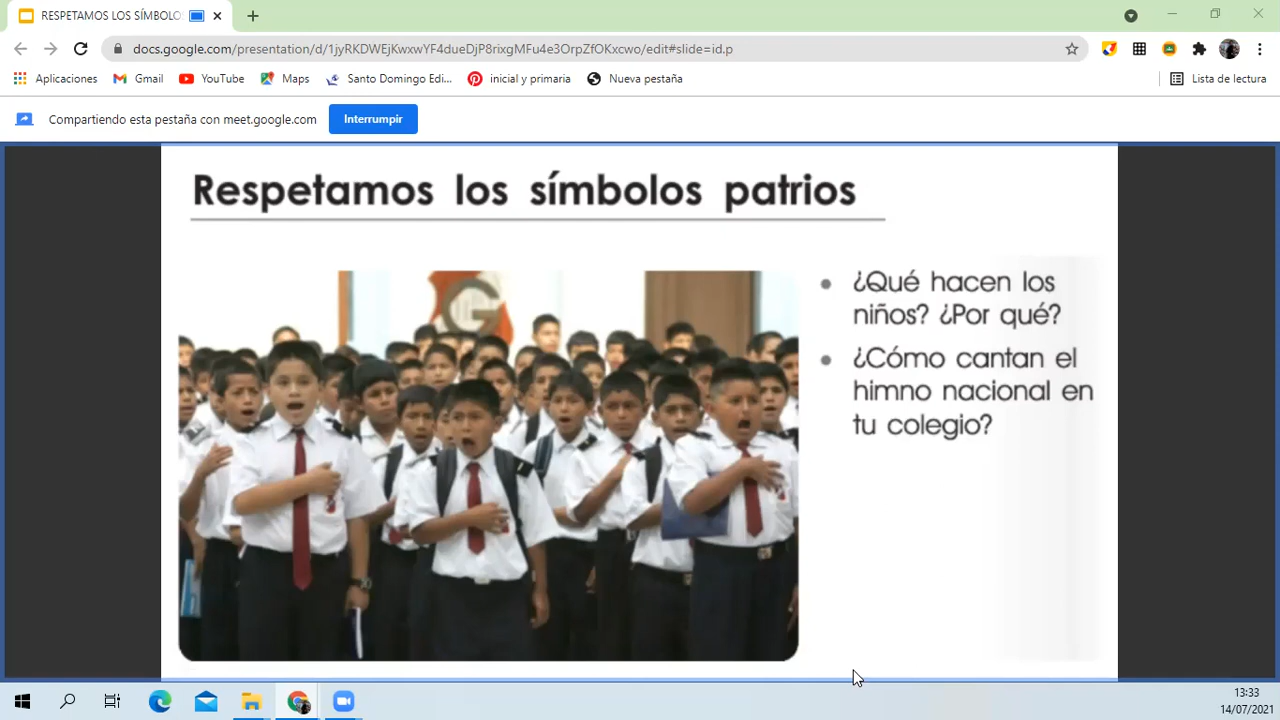 RESPETAMOS LOS SÍMBOLO
docs.google.com/presentation/d/1jyRKDWEjKwwYF4dueDjP8rixgMFu4e3OrpZfOKxcwo/edit#slide=id.p
Aplicaciones Gmail YouTube Maps Santo Domingo Edi... inicial y primaria Nueva pestaña Lista de lectura
Compartiendo esta pestaña con meet.google.com Interrumpir
Respetamos los símbolos patrios
G
• ¿Qué hacen los
niños? ¿Por qué?
• ¿Cómo cantan el
himno nacional en
tu colegio?
13:33
14/07/2021